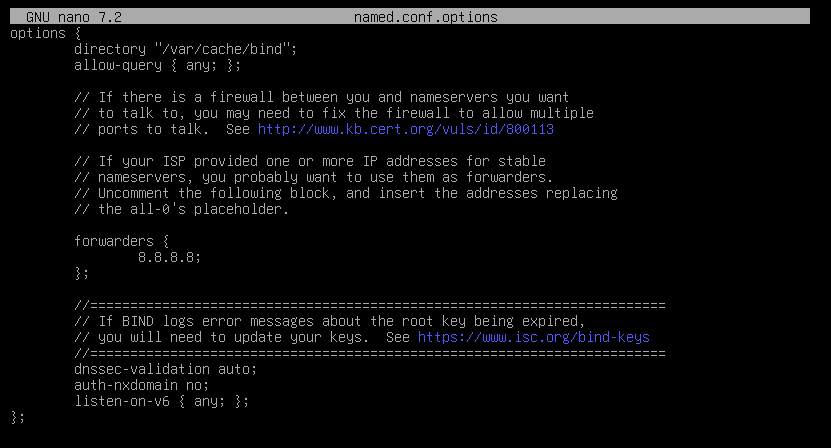 GNU nano 7.2 named.conf.options
options {
directory "/var/cache/bind";
allow-query { any; };
// If there is a firewall between you and nameservers you want
// to talk to, you may need to fix the firewall to allow multiple
// ports to talk.  See http://www.kb.cert.org/vuls/id/800113
// If your ISP provided one or more IP addresses for stable
// nameservers, you probably want to use them as forwarders.
// Uncomment the following block, and insert the addresses replacing
// the all-0's placeholder.
forwarders {
8.8.8.8;
};
//========================================================================
// If BIND logs error messages about the root key being expired,
// you will need to update your keys.  See https://www.isc.org/bind-keys
//========================================================================
dnssec-validation auto;
auth-nxdomain no;
listen-on-v6 { any; };
};